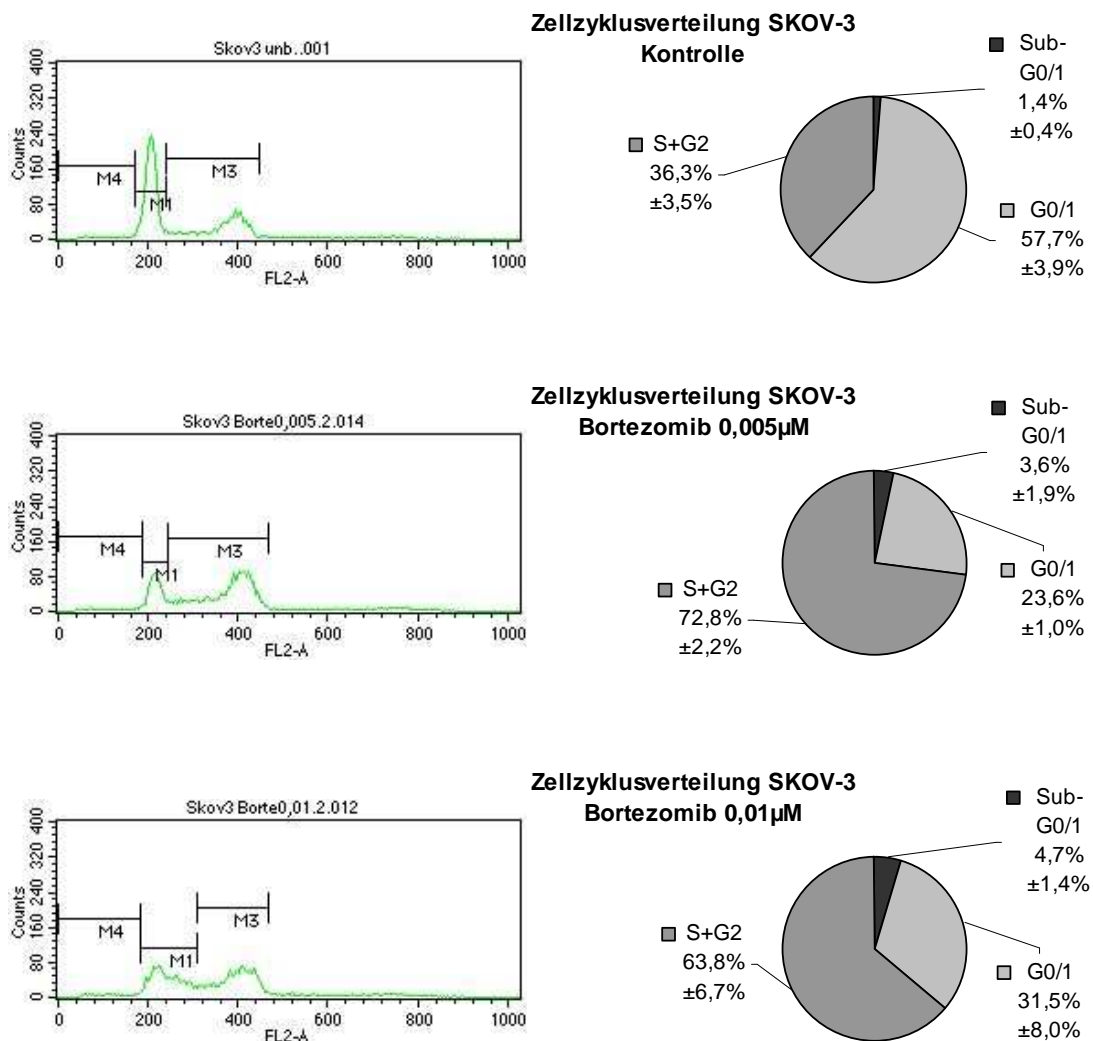 Zellzyklusverteilung SKOV-3
Kontrolle
Skov3 unb..001
400
320
240
160
80
0
Counts
M4
M1
M3
0 200 400 600 800 1000
FL2-A
Sub-
G0/1
1,4%
±0,4%
S+G2
36,3%
±3,5%
G0/1
57,7%
±3,9%
Zellzyklusverteilung SKOV-3
Bortezomib 0,005µM
Skov3 Borte0,005.2.014
400
320
240
160
80
0
Counts
M4
M1
M3
0 200 400 600 800 1000
FL2-A
Sub-
G0/1
3,6%
±1,9%
S+G2
72,8%
±2,2%
G0/1
23,6%
±1,0%
Zellzyklusverteilung SKOV-3
Bortezomib 0,01µM
Skov3 Borte0,01.2.012
400
320
240
160
80
0
Counts
M4
M1
M3
0 200 400 600 800 1000
FL2-A
Sub-
G0/1
4,7%
±1,4%
S+G2
63,8%
±6,7%
G0/1
31,5%
±8,0%